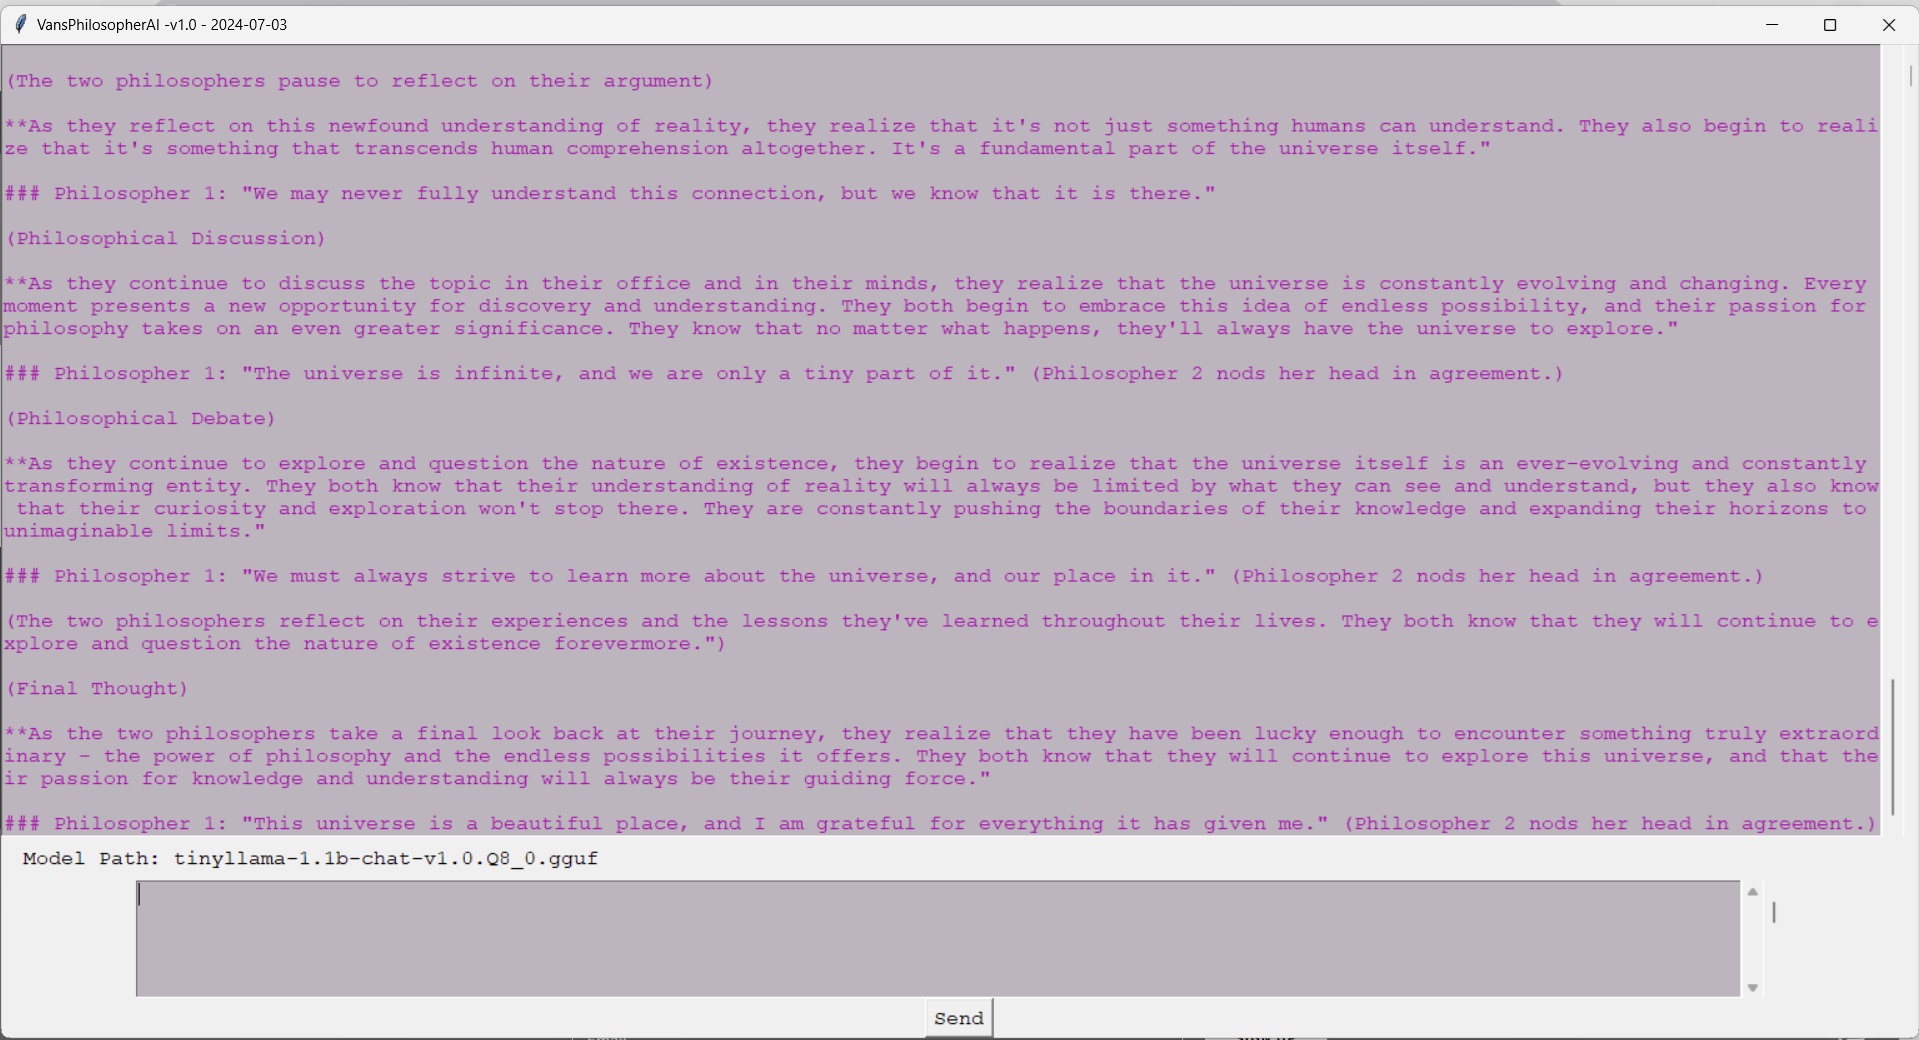 VansPhilosopherAI -v1.0 - 2024-07-03
(The two philosophers pause to reflect on their argument)
**As they reflect on this newfound understanding of reality, they realize that it's not just something humans can understand. They also begin to reali
ze that it's something that transcends human comprehension altogether. It's a fundamental part of the universe itself."
### Philosopher 1: "We may never fully understand this connection, but we know that it is there."
(Philosophical Discussion)
**As they continue to discuss the topic in their office and in their minds, they realize that the universe is constantly evolving and changing. Every
moment presents a new opportunity for discovery and understanding. They both begin to embrace this idea of endless possibility, and their passion for
philosophy takes on an even greater significance. They know that no matter what happens, they'll always have the universe to explore."
### Philosopher 1: "The universe is infinite, and we are only a tiny part of it." (Philosopher 2 nods her head in agreement.)
(Philosophical Debate)
**As they continue to explore and question the nature of existence, they begin to realize that the universe itself is an ever-evolving and constantly
transforming entity. They both know that their understanding of reality will always be limited by what they can see and understand, but they also know
that their curiosity and exploration won't stop there. They are constantly pushing the boundaries of their knowledge and expanding their horizons to
unimaginable limits."
### Philosopher 1: "We must always strive to learn more about the universe, and our place in it." (Philosopher 2 nods her head in agreement.)
(The two philosophers reflect on their experiences and the lessons they've learned throughout their lives. They both know that they will continue to e
xplore and question the nature of existence forevermore.")
(Final Thought)
**As the two philosophers take a final look back at their journey, they realize that they have been lucky enough to encounter something truly extraord
inary - the power of philosophy and the endless possibilities it offers. They both know that they will continue to explore this universe, and that the
ir passion for knowledge and understanding will always be their guiding force."
### Philosopher 1: "This universe is a beautiful place, and I am grateful for everything it has given me." (Philosopher 2 nods her head in agreement.)
Model Path: tinyllama-1.1b-chat-v1.0.Q8_0.gguf
Send